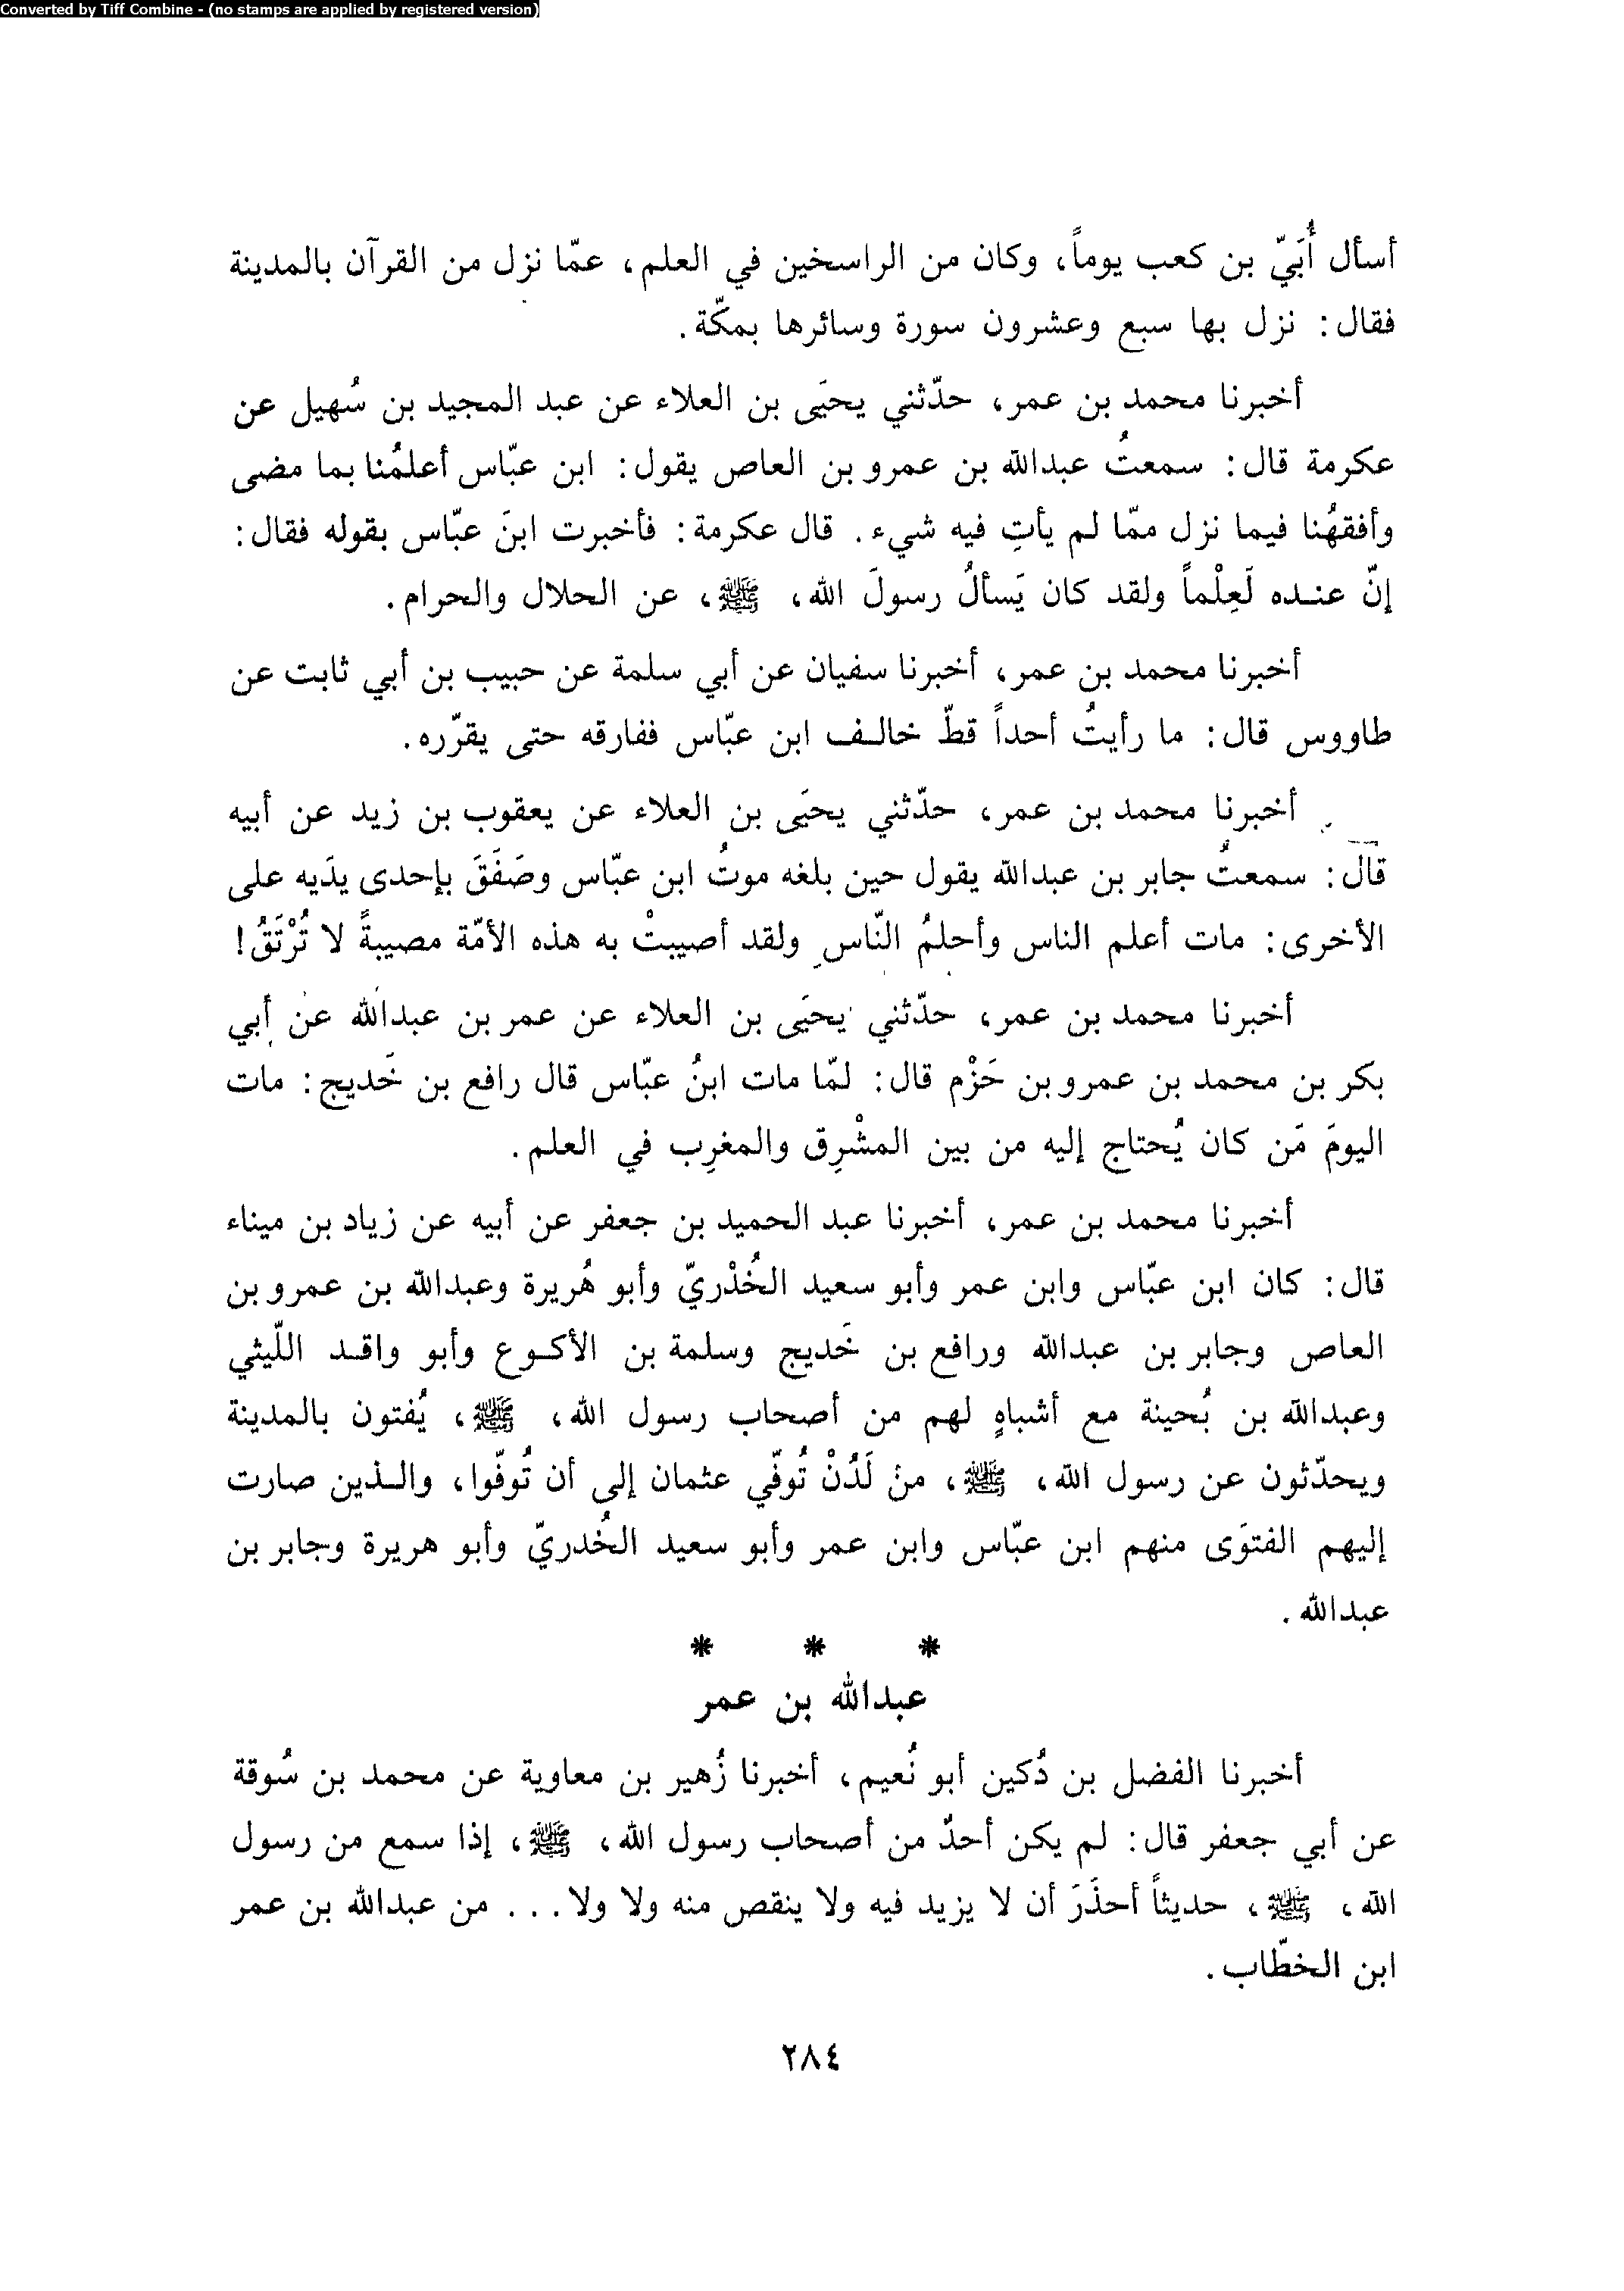 Converted by Tiff Combine - (no stamps are applied by registered version)
أسأل أُبَيّ بن كعب يوماً، وكان من الراسخين في العلم، عمّا نزل من القرآن بالمدينة
فقال: نزل بها سبع وعشرون سورة وسائرها بمكّة.
أخبرنا محمد بن عمر، حدّثني يحيَى بن العلاء عن عبد المجيد بن سُهيل عن
عكرمة قال: سمعتُ عبدالله بن عمرو بن العاص يقول: ابن عبّاس أعلمُنا بما مضى
وأفقهُنا فيما نزل ممّا لم يأتِ فيه شيء. قال عكرمة: فأخبرت ابنَ عبّاس بقوله فقال:
إنّ عنده لَعِلْماً ولقد كان يَسألُ رسولَ الله، ﷺ، عن الحلال والحرام.
أخبرنا محمد بن عمر، أخبرنا سفيان عن أبي سلمة عن حبيب بن أبي ثابت عن
طاووس قال: ما رأيتُ أحداً قطّ خالف ابن عبّاس ففارقه حتى يقرّره.
أخبرنا محمد بن عمر، حدّثني يحيَى بن العلاء عن يعقوب بن زيد عن أبيه
قال: سمعتُ جابر بن عبدالله يقول حين بلغه موتُ ابن عبّاس وصَفَقَ بإحدى يدَيه على
الأخرى: مات أعلم الناس وأحلمُ النّاس ولقد أصيبتْ به هذه الأمّة مصيبةً لا تُرْتَقُ!
أخبرنا محمد بن عمر، حدّثني يحيَى بن العلاء عن عمر بن عبدالله عن أبي
بكر بن محمد بن عمرو بن حَزْم قال: لمّا مات ابنُ عبّاس قال رافع بن خَديج: مات
اليومَ مَن كان يُحتاج إليه من بين المشْرِق والمغرِب في العلم.
أخبرنا محمد بن عمر، أخبرنا عبد الحميد بن جعفر عن أبيه عن زياد بن ميناء
قال: كان ابن عبّاس وابن عمر وأبو سعيد الخُدْريّ وأبو هُريرة وعبدالله بن عمرو بن
العاص وجابر بن عبدالله ورافع بن خَديج وسلمة بن الأكوع وأبو واقد اللّيثي
وعبدالله بن بُحينة مع أشباهٍ لهم من أصحاب رسول الله، ﷺ، يُفتون بالمدينة
ويحدّثون عن رسول الله، ﷺ، من لَدُنْ تُوفّي عثمان إلى أن تُوفّوا، والذين صارت
إليهم الفتوَى منهم ابن عبّاس وابن عمر وأبو سعيد الخُدريّ وأبو هريرة وجابر بن
عبدالله.
* * *
عبدالله بن عمر
أخبرنا الفضل بن دُكين أبو نُعيم، أخبرنا زُهير بن معاوية عن محمد بن سُوقة
عن أبي جعفر قال: لم يكن أحدٌ من أصحاب رسول الله، ﷺ، إذا سمع من رسول
الله، ﷺ، حديثاً أحذَرَ أن لا يزيد فيه ولا ينقص منه ولا ولا... من عبدالله بن عمر
ابن الخطّاب.
٢٨٤